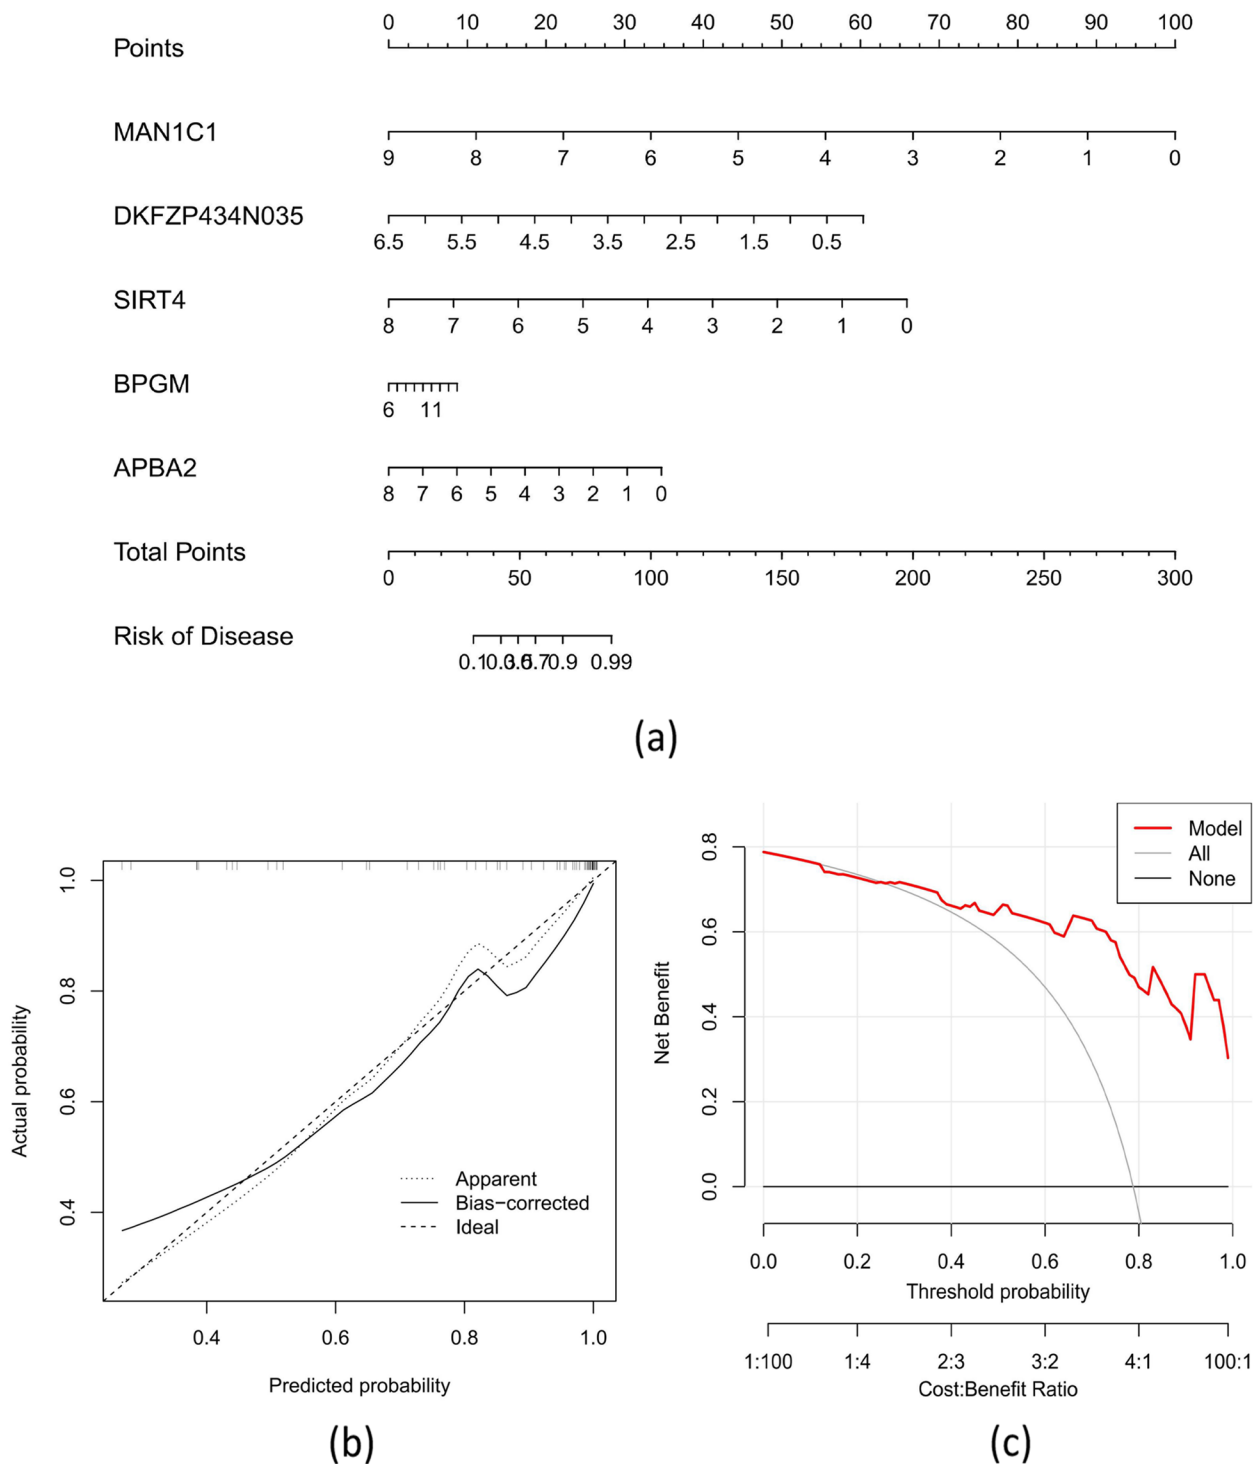 0 10 20 30 40 50 60 70 80 90 100
Points
MAN1C1
9 8 7 6 5 4 3 2 1 0
DKFZP434N035
6.5 5.5 4.5 3.5 2.5 1.5 0.5
SIRT4
8 7 6 5 4 3 2 1 0
BPGM
6 11
APBA2
8 7 6 5 4 3 2 1 0
Total Points
0 50 100 150 200 250 300
Risk of Disease
0.1 0.9 0.99
(a)
Actual probability
1.0
0.8
0.6
0.4
Apparent
Bias−corrected
Ideal
0.4 0.6 0.8 1.0
Predicted probability
(b)
Net Benefit
0.8
0.6
0.4
0.2
0.0
Model
All
None
0.0 0.2 0.4 0.6 0.8 1.0
Threshold probability
1:100 1:4 2:3 3:2 4:1 100:1
Cost:Benefit Ratio
(c)